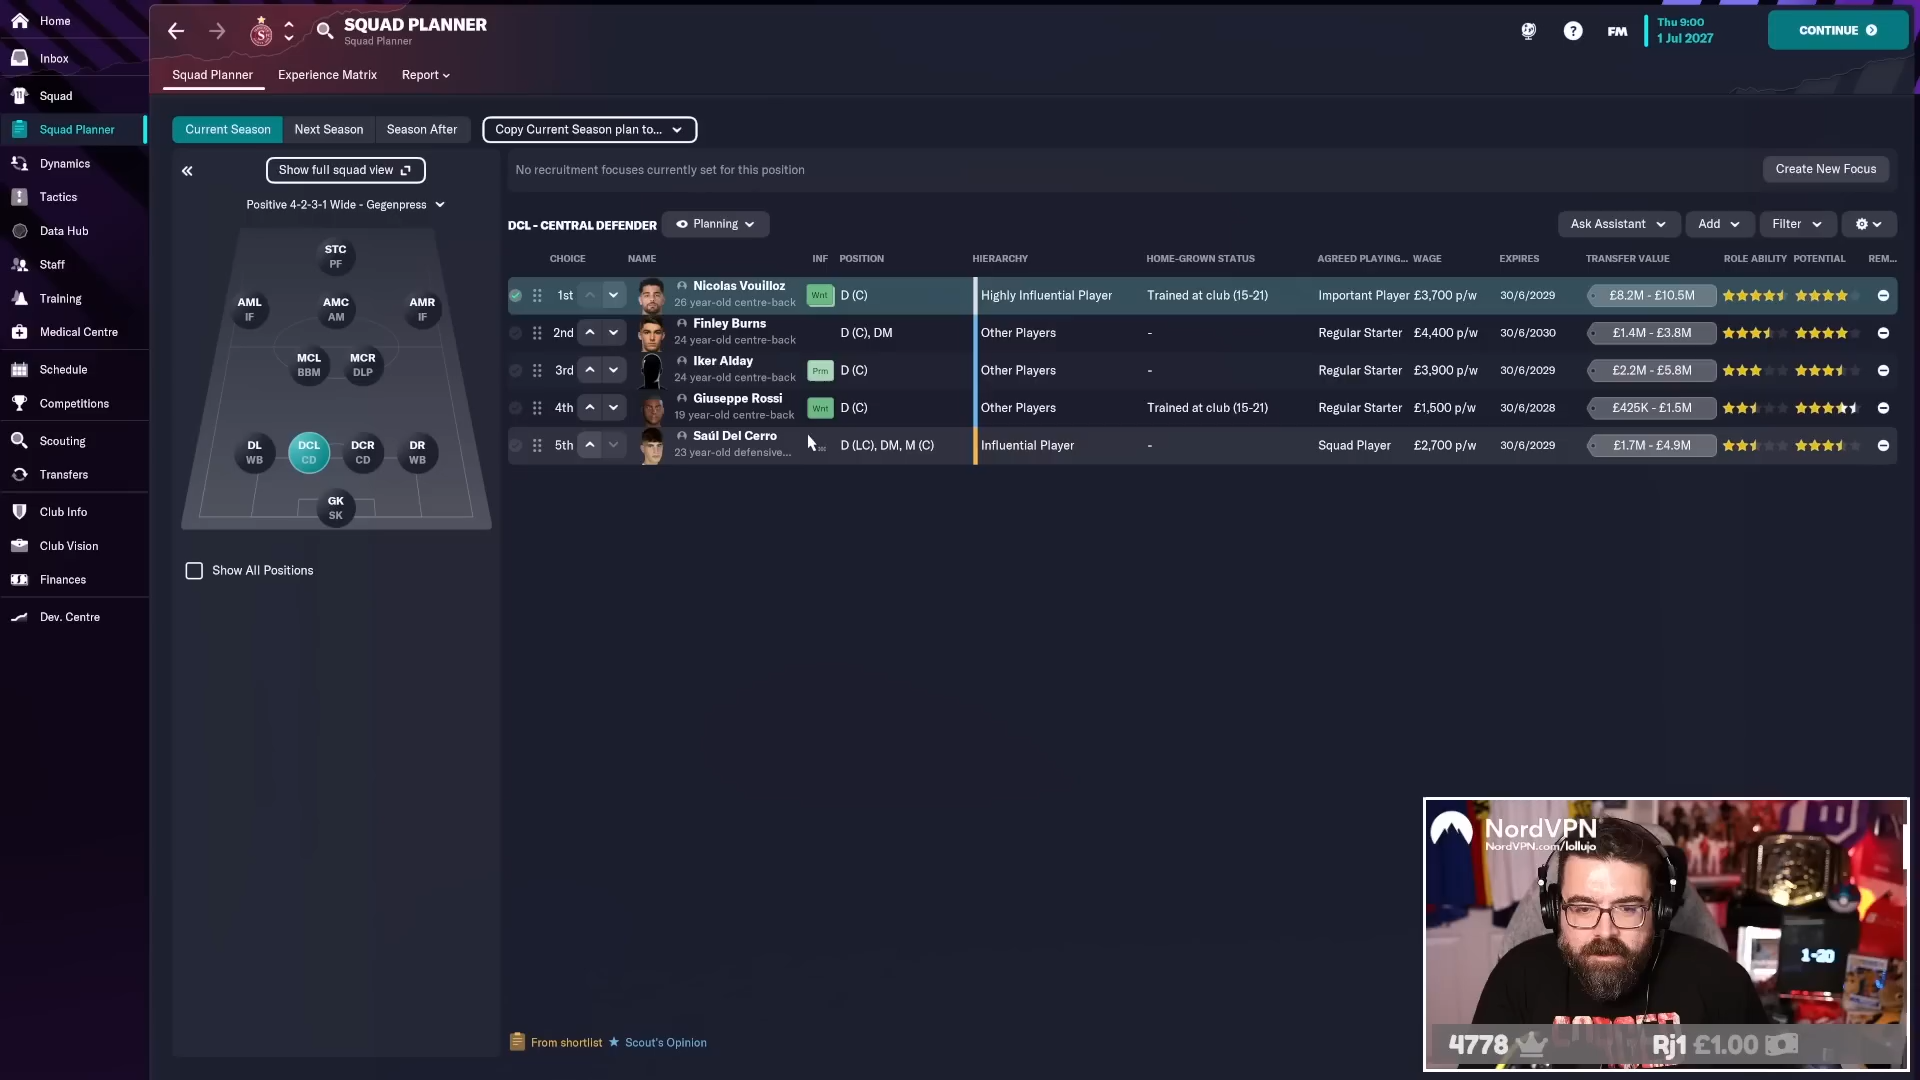 Home
Inbox
Squad
Squad Planner
Dynamics
Tactics
Data Hub
Staff
Training
Medical Centre
Schedule
Competitions
Scouting
Transfers
Club Info
Club Vision
Finances
Dev. Centre
SQUAD PLANNER
Squad Planner
FM
Thu 9:00
1 Jul 2027
CONTINUE
Squad Planner Experience Matrix Report
Current Season Next Season Season After Copy Current Season plan to...
Show full squad view
Positive 4-2-3-1 Wide - Gegenpress
STC
PF
AML AMC AMR
IF AM IF
MCL MCR
BBM DLP
DL DCL DCR DR
WB CD CD WB
GK
SK
Show All Positions
No recruitment focuses currently set for this position Create New Focus
DCL - CENTRAL DEFENDER Planning Ask Assistant Add Filter
CHOICE NAME INF POSITION HIERARCHY HOME-GROWN STATUS AGREED PLAYING... WAGE EXPIRES TRANSFER VALUE ROLE ABILITY POTENTIAL REM...
1st Nicolas Vouilloz Wnt D (C) Highly Influential Player Trained at club (15-21) Important Player £3,700 p/w 30/6/2029 £8.2M - £10.5M
26 year-old centre-back
2nd Finley Burns D (C), DM Other Players - Regular Starter £4,400 p/w 30/6/2030 £1.4M - £3.8M
24 year-old centre-back
3rd Iker Alday Prm D (C) Other Players - Regular Starter £3,900 p/w 30/6/2029 £2.2M - £5.8M
24 year-old centre-back
4th Giuseppe Rossi Wnt D (C) Other Players Trained at club (15-21) Regular Starter £1,500 p/w 30/6/2028 £425K - £1.5M
19 year-old centre-back
5th Saúl Del Cerro D (LC), DM, M (C) Influential Player - Squad Player £2,700 p/w 30/6/2029 £1.7M - £4.9M
23 year-old defensive...
From shortlist Scout's Opinion
NordVPN
NordVPN.com/lollujo
1-20
4778 Rj1 £1.00